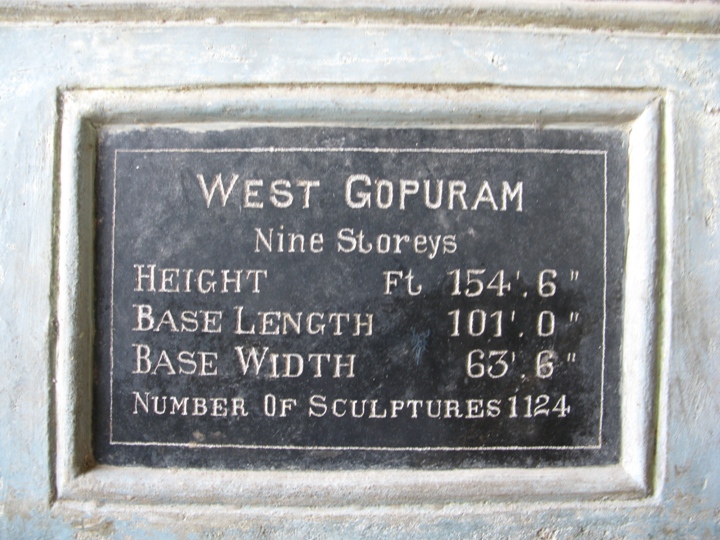 WEST GOPURAM
Nine Storeys
HEIGHT Ft 154'. 6"
BASE LENGTH 101'. 0"
BASE WIDTH 63'. 6"
NUMBER OF SCULPTURES 1124